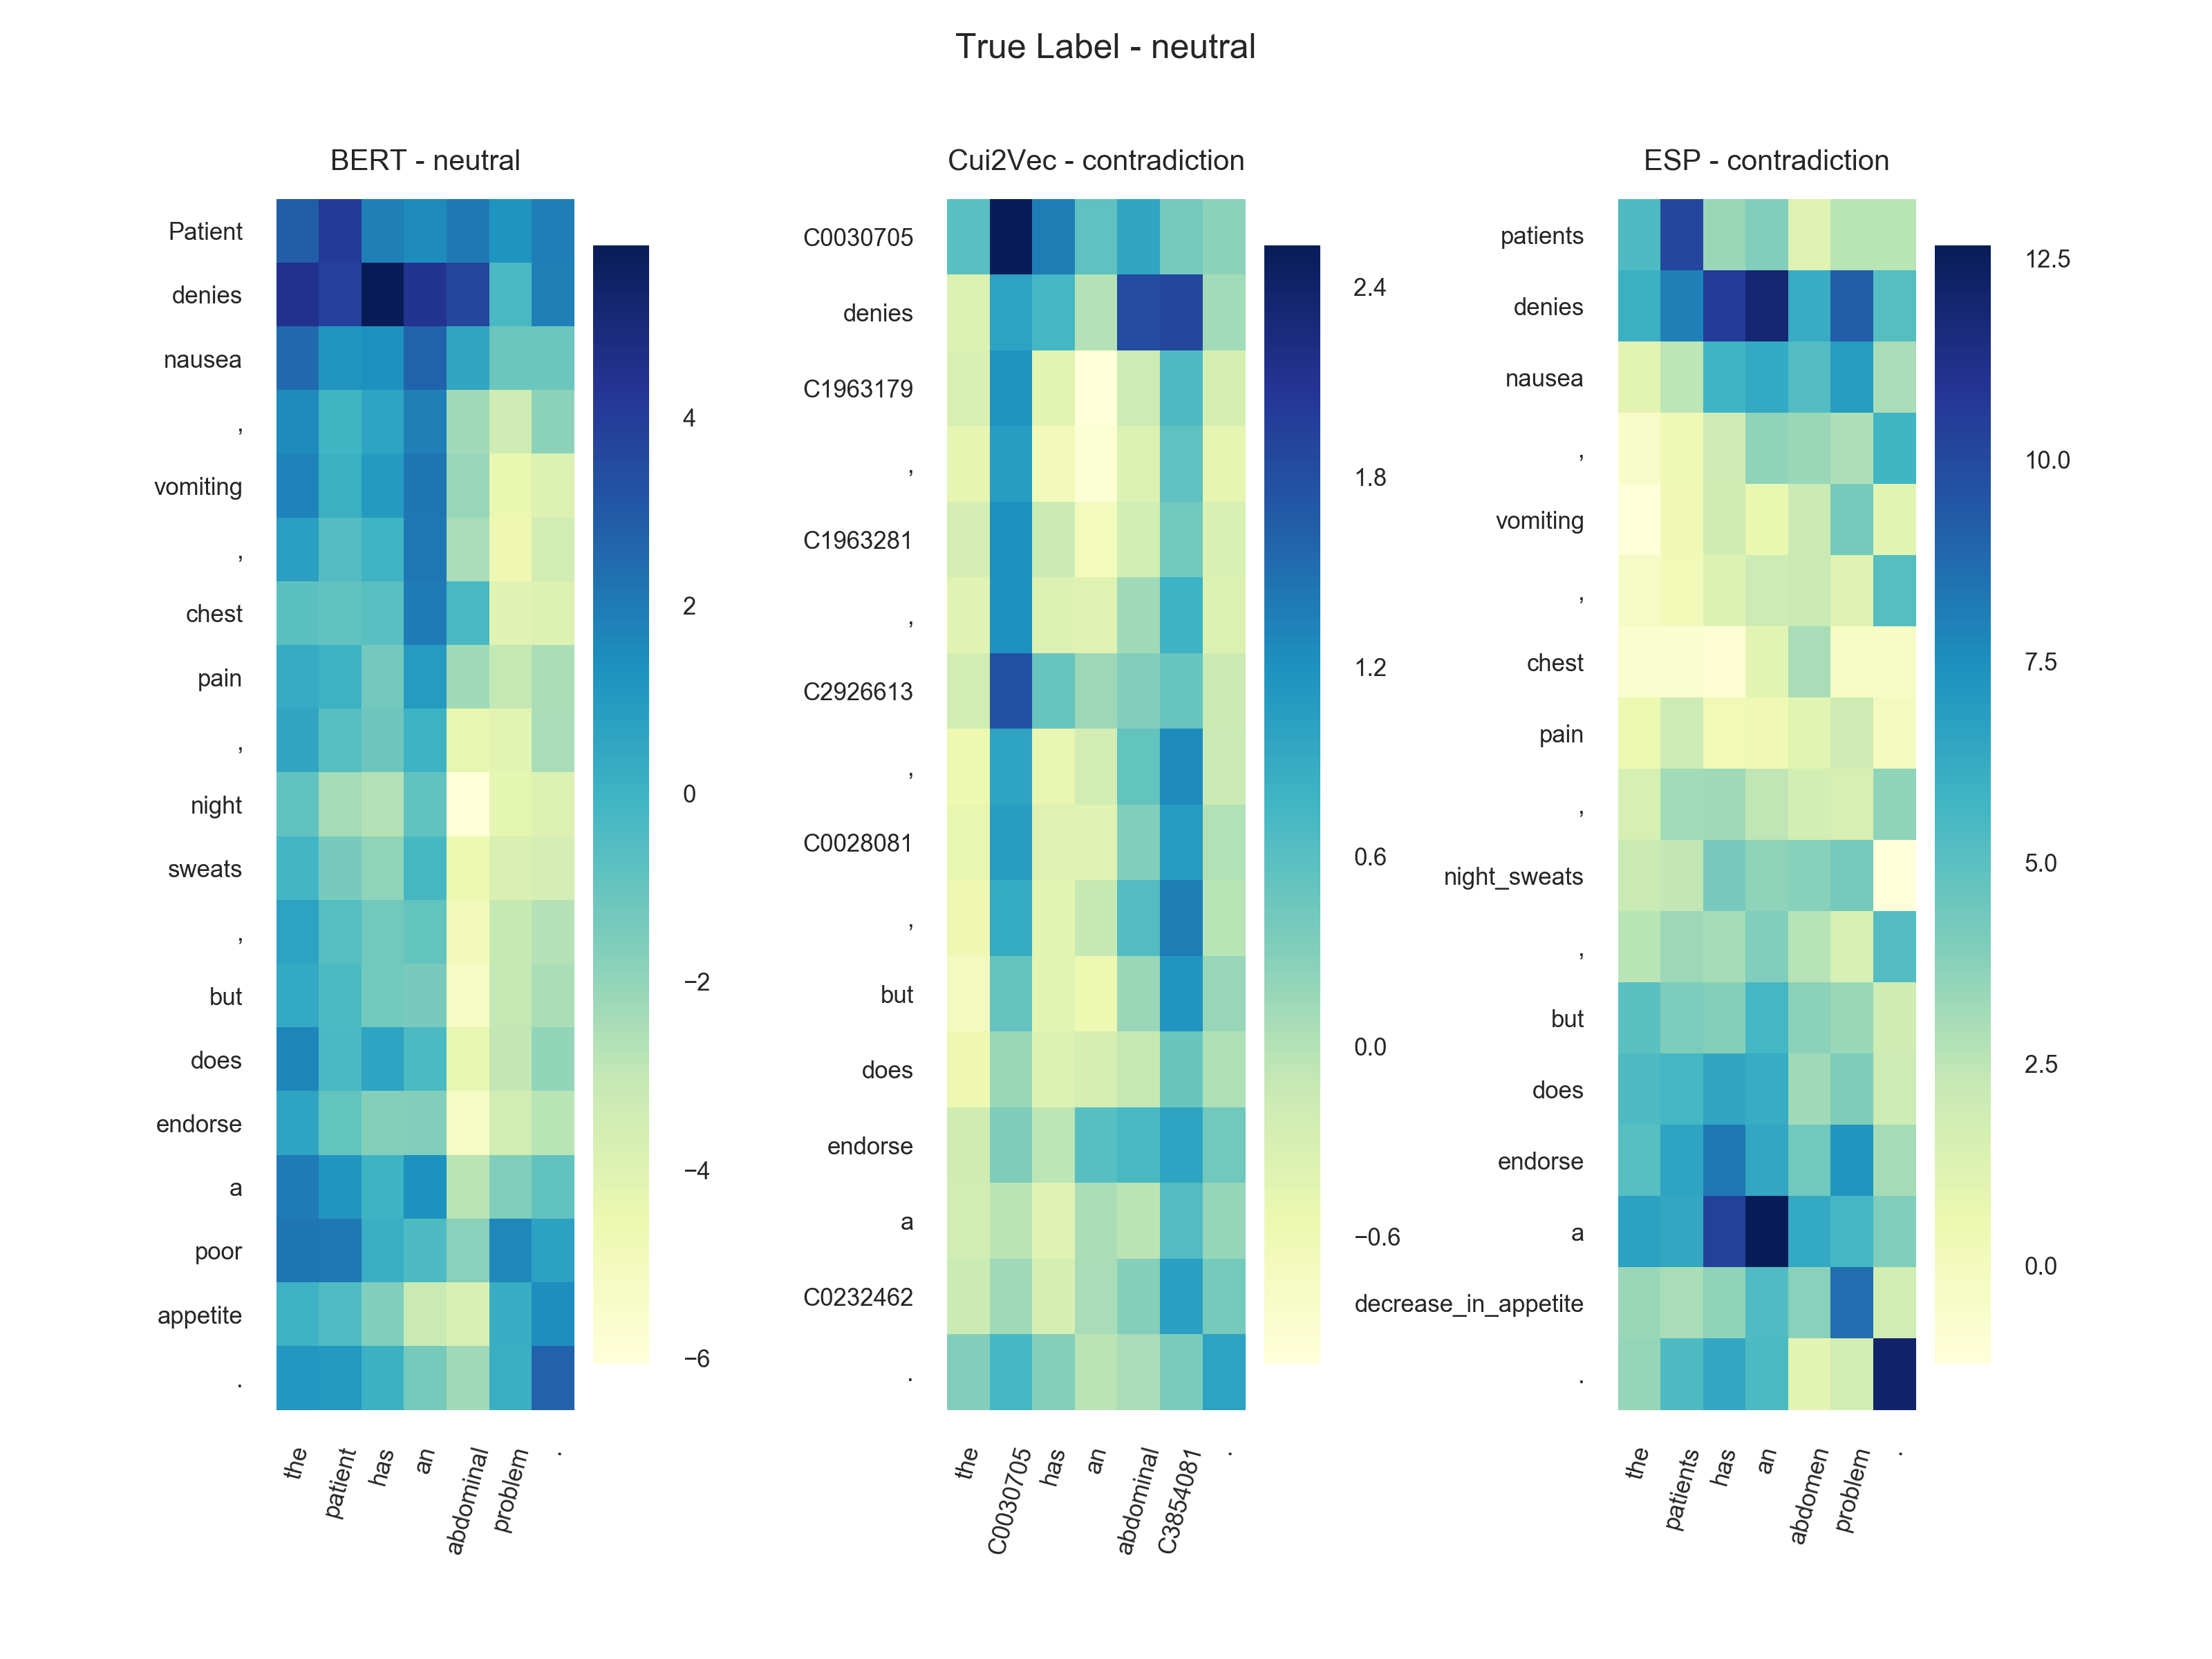 True Label - neutral
BERT - neutral
Patient
denies
nausea
,
vomiting
,
chest
pain
,
night
sweats
,
but
does
endorse
a
poor
appetite
.
the
patient
has
an
abdominal
problem
.
4
2
0
−2
−4
−6
Cui2Vec - contradiction
C0030705
denies
C1963179
,
C1963281
,
C2926613
,
C0028081
,
but
does
endorse
a
C0232462
.
the
C0030705
has
an
abdominal
C3854081
.
2.4
1.8
1.2
0.6
0.0
−0.6
ESP - contradiction
patients
denies
nausea
,
vomiting
,
chest
pain
,
night_sweats
,
but
does
endorse
a
decrease_in_appetite
.
the
patients
has
an
abdomen
problem
.
12.5
10.0
7.5
5.0
2.5
0.0